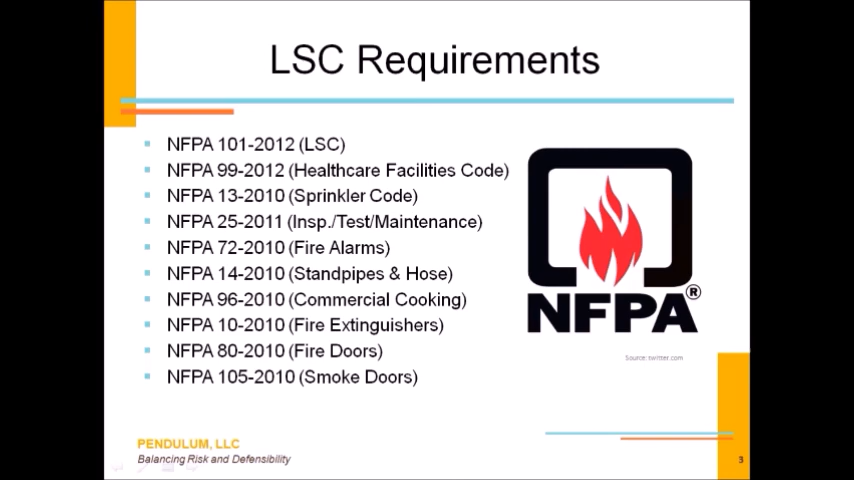 LSC Requirements
NFPA 101-2012 (LSC)
NFPA 99-2012 (Healthcare Facilities Code)
NFPA 13-2010 (Sprinkler Code)
NFPA 25-2011 (Insp./Test/Maintenance)
NFPA 72-2010 (Fire Alarms)
NFPA 14-2010 (Standpipes & Hose)
NFPA 96-2010 (Commercial Cooking)
NFPA 10-2010 (Fire Extinguishers)
NFPA 80-2010 (Fire Doors)
NFPA 105-2010 (Smoke Doors)
NFPA®
Source: twitter.com
PENDULUM, LLC
Balancing Risk and Defensibility
3